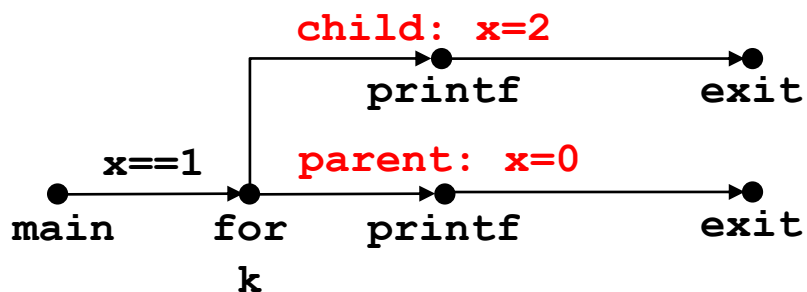 child: x=2
printf exit
x==1 parent: x=0
main for printf exit
k